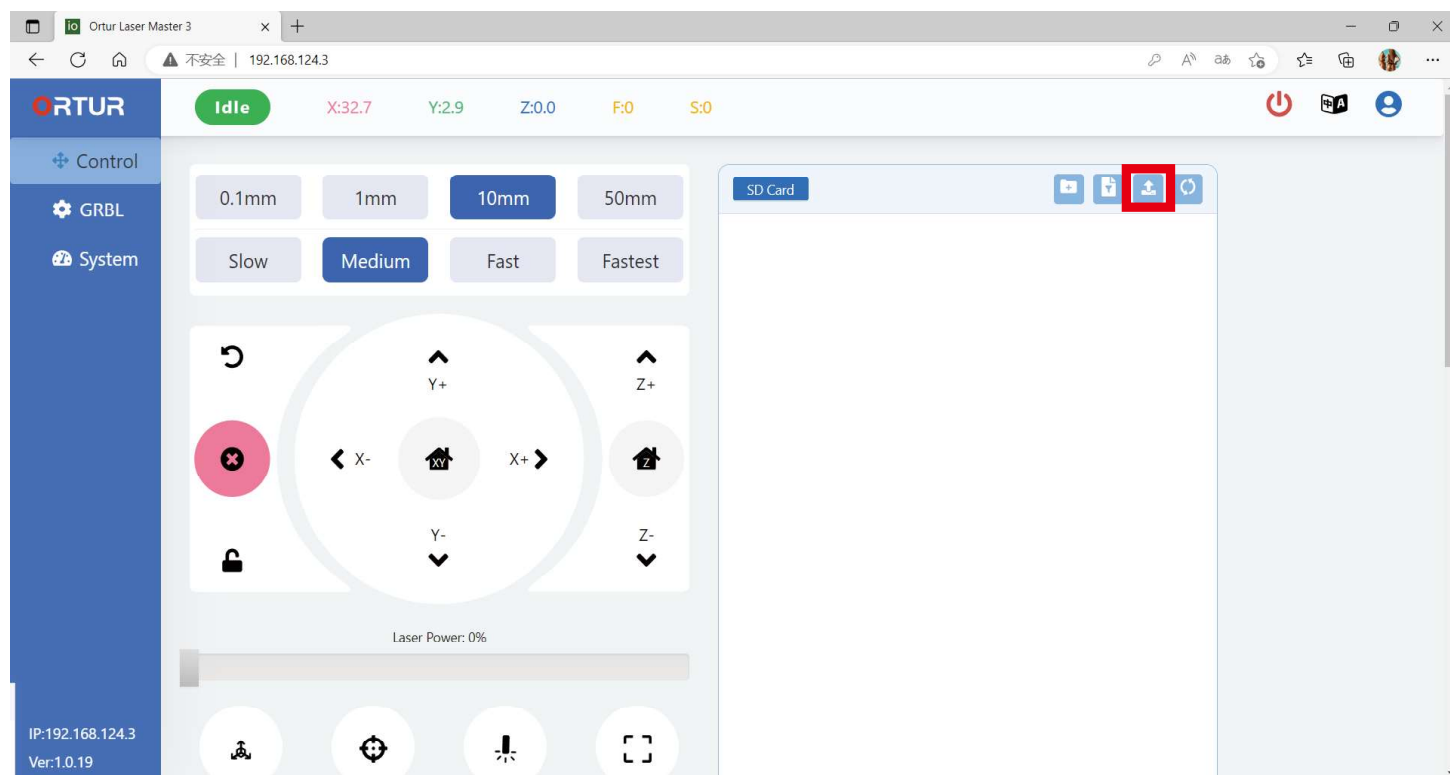 Ortur Laser Master 3
不安全 | 192.168.124.3
ORTUR
Idle X:32.7 Y:2.9 Z:0.0 F:0 S:0
Control
GRBL
System
0.1mm 1mm 10mm 50mm
Slow Medium Fast Fastest
SD Card
Y+
Z+
X- XY X+ Z
Y-
Z-
Laser Power: 0%
IP:192.168.124.3
Ver:1.0.19